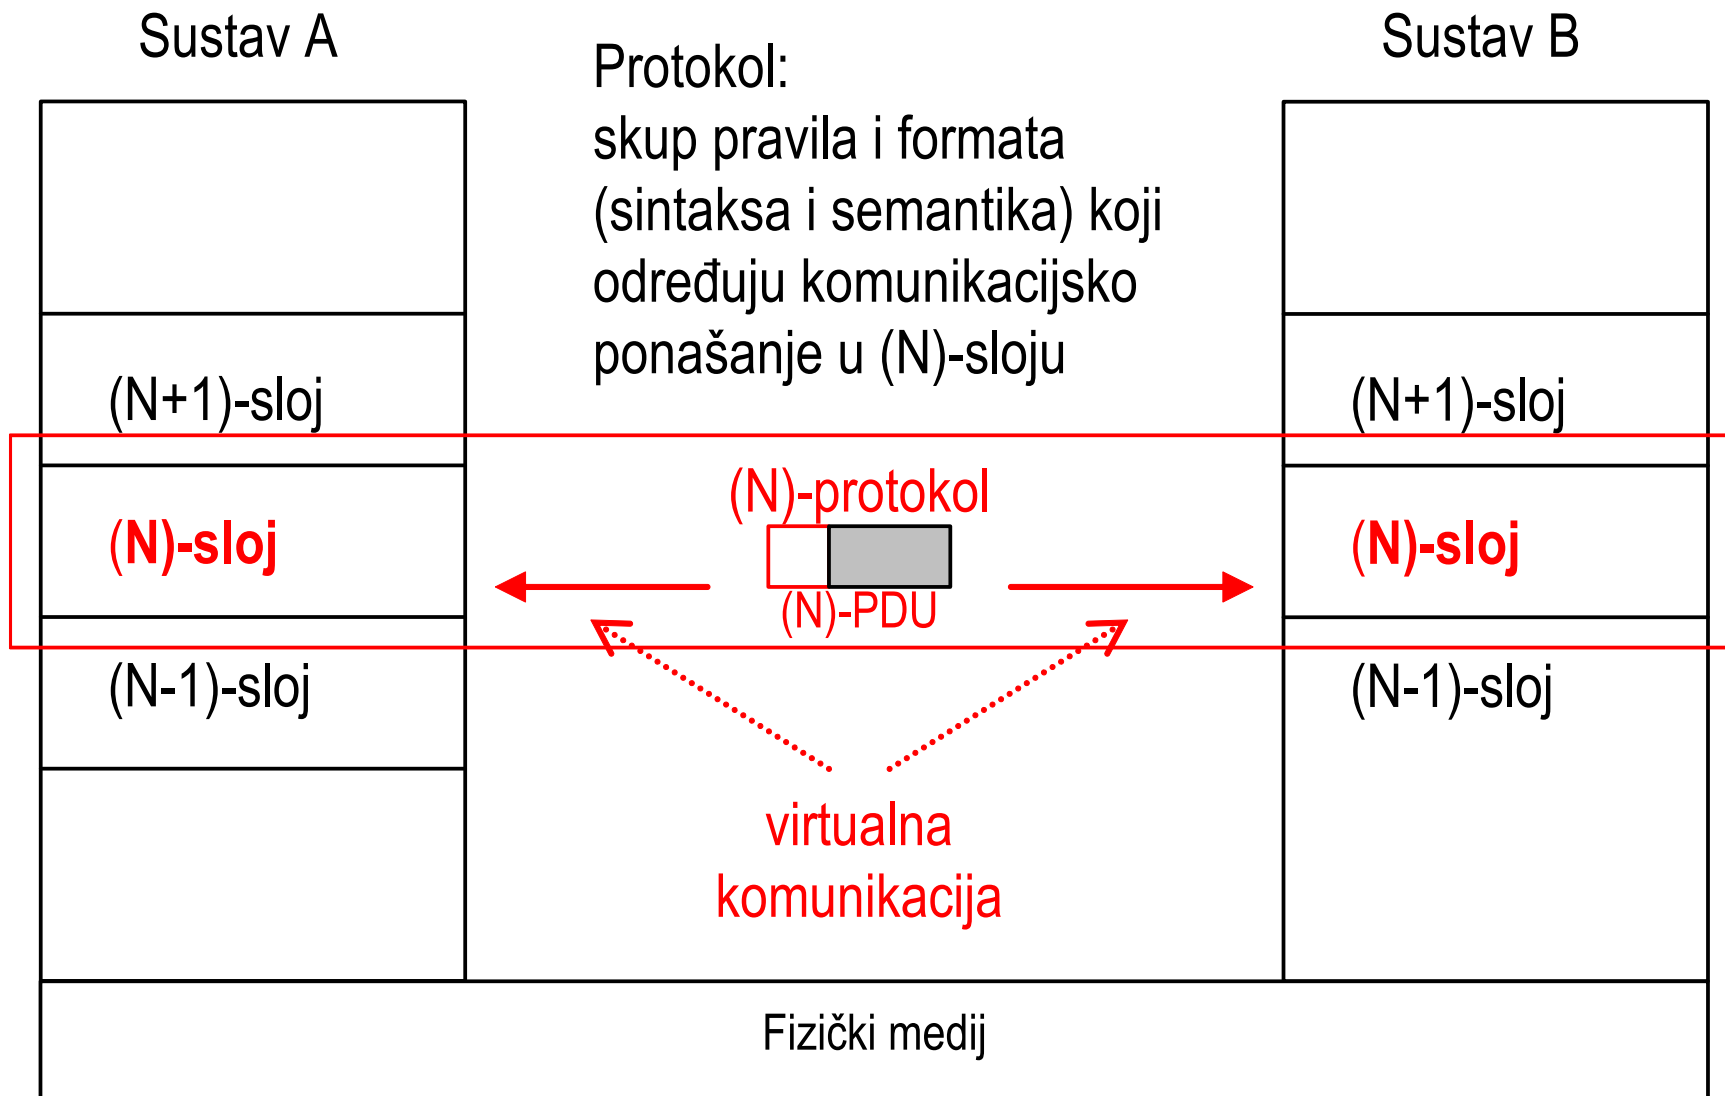 Sustav A
Sustav B
Protokol:
skup pravila i formata
(sintaksa i semantika) koji
određuju komunikacijsko
ponašanje u (N)-sloju
(N+1)-sloj
(N+1)-sloj
(N)-protokol
(N)-sloj
(N)-sloj
(N)-PDU
(N-1)-sloj
(N-1)-sloj
virtualna
komunikacija
Fizički medij